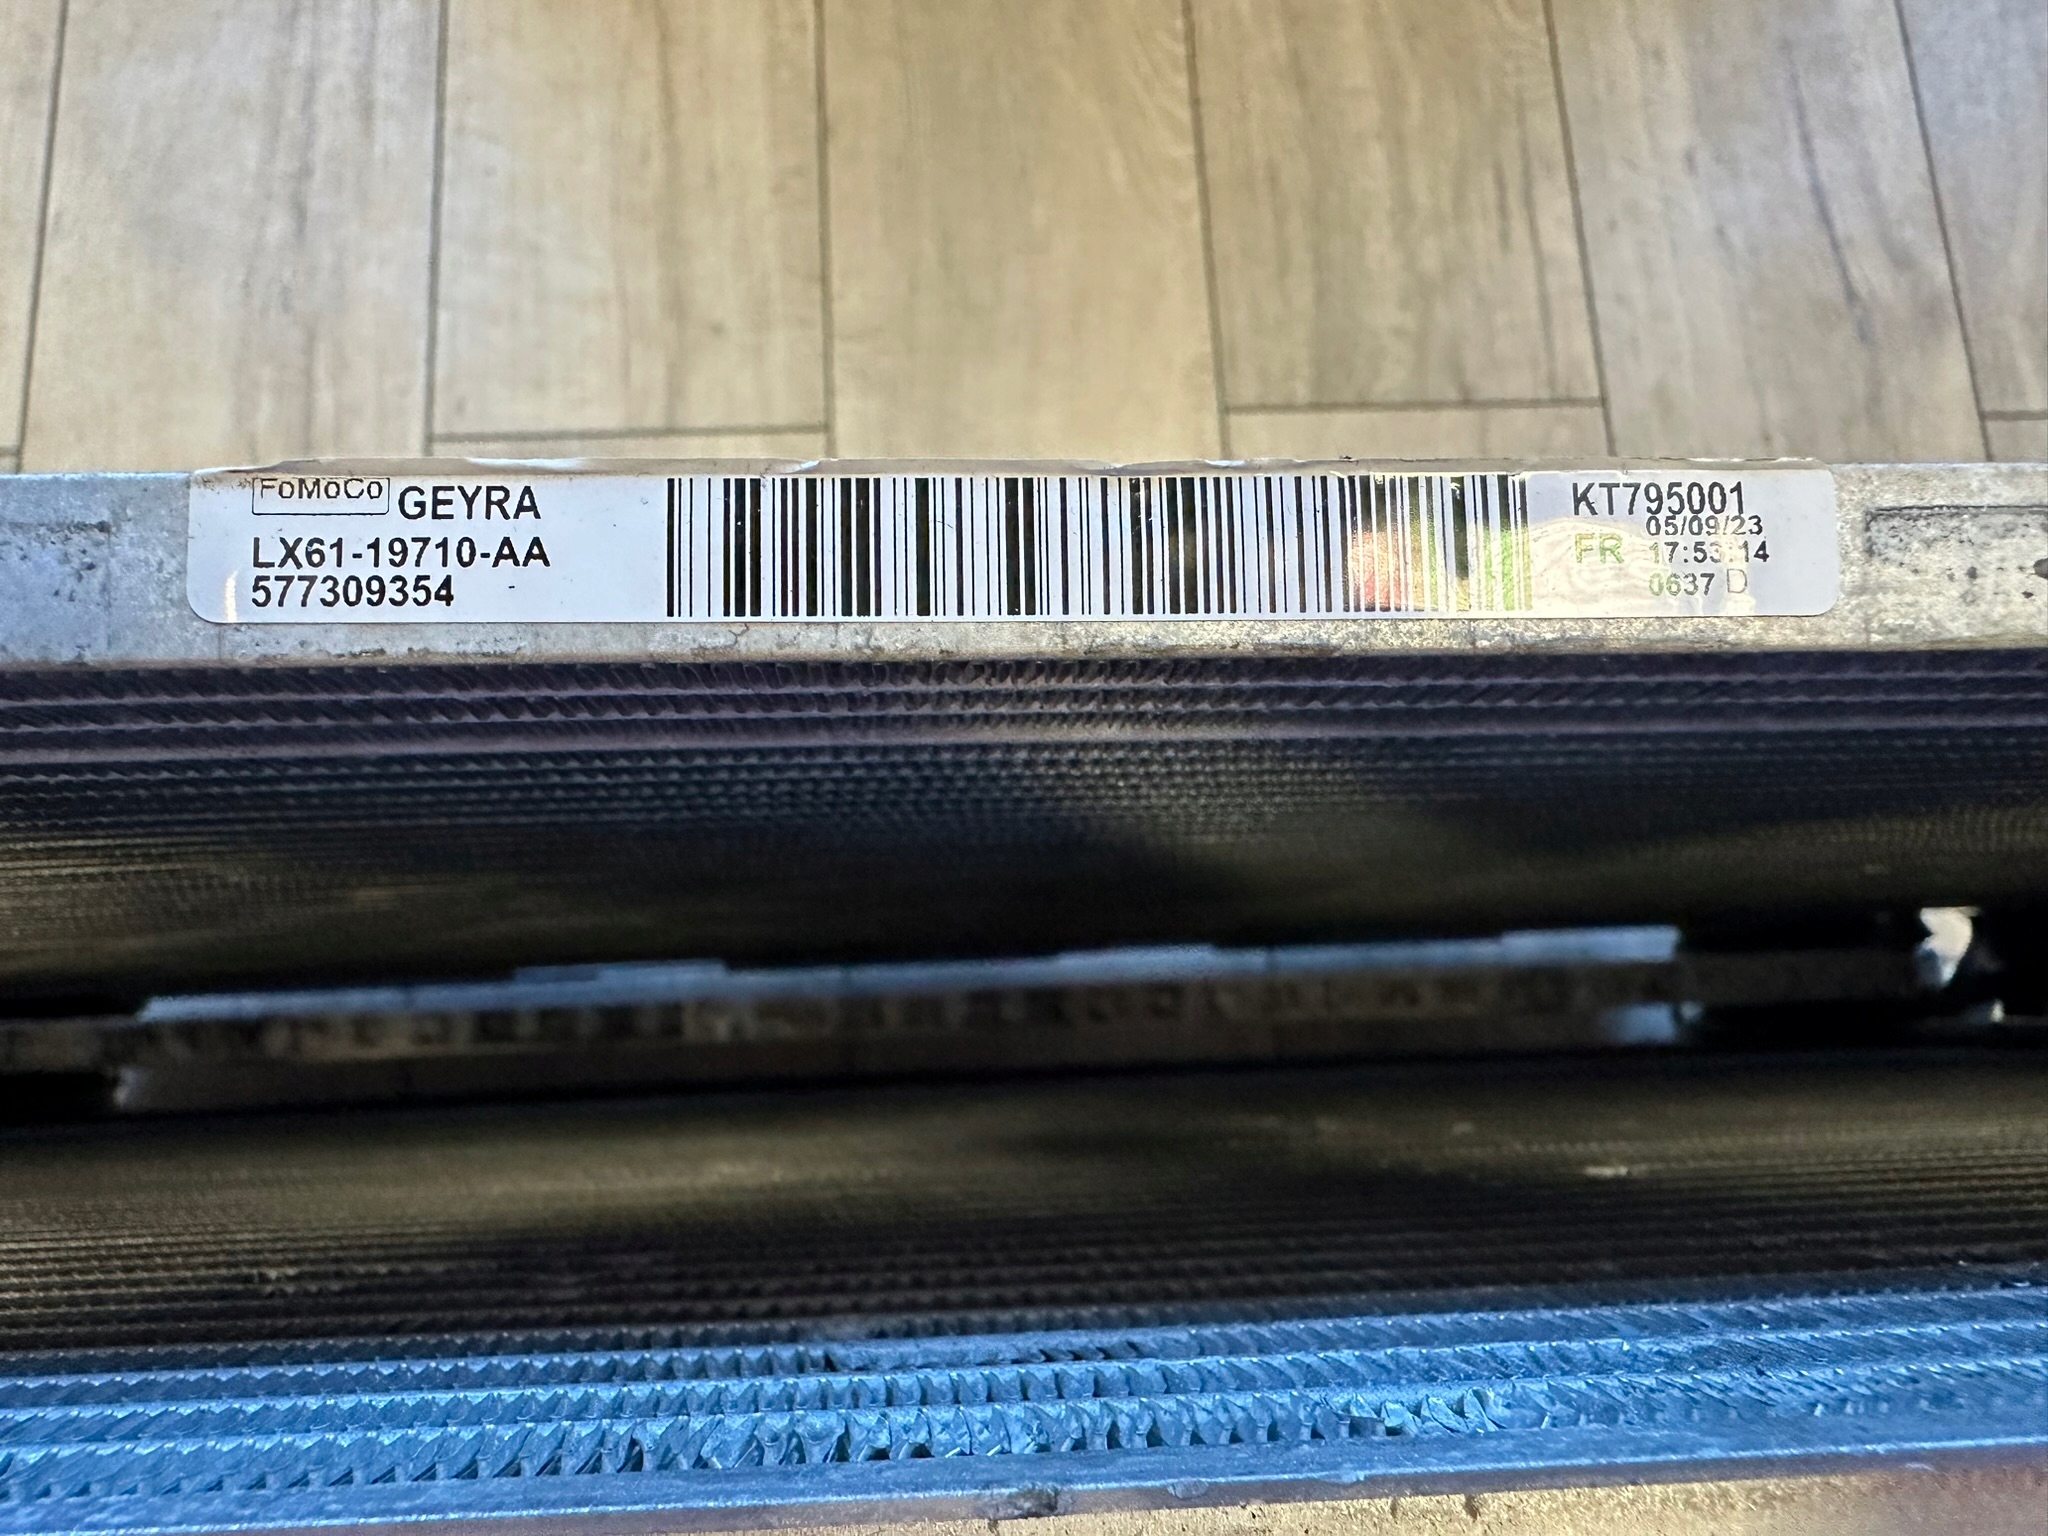 FoMoCo GEYRA
LX61-19710-AA
577309354
KT795001
05/09/23
FR 17:53:14
0637 D